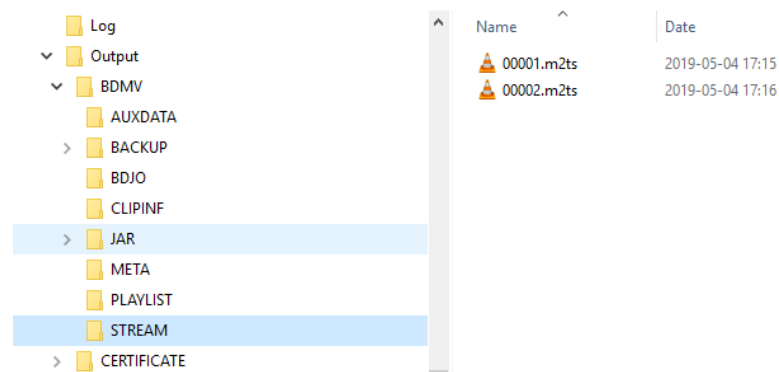 Log
Output
BDMV
AUXDATA
BACKUP
BDJO
CLIPINF
JAR
META
PLAYLIST
STREAM
CERTIFICATE
Name Date
00001.m2ts 2019-05-04 17:15
00002.m2ts 2019-05-04 17:16